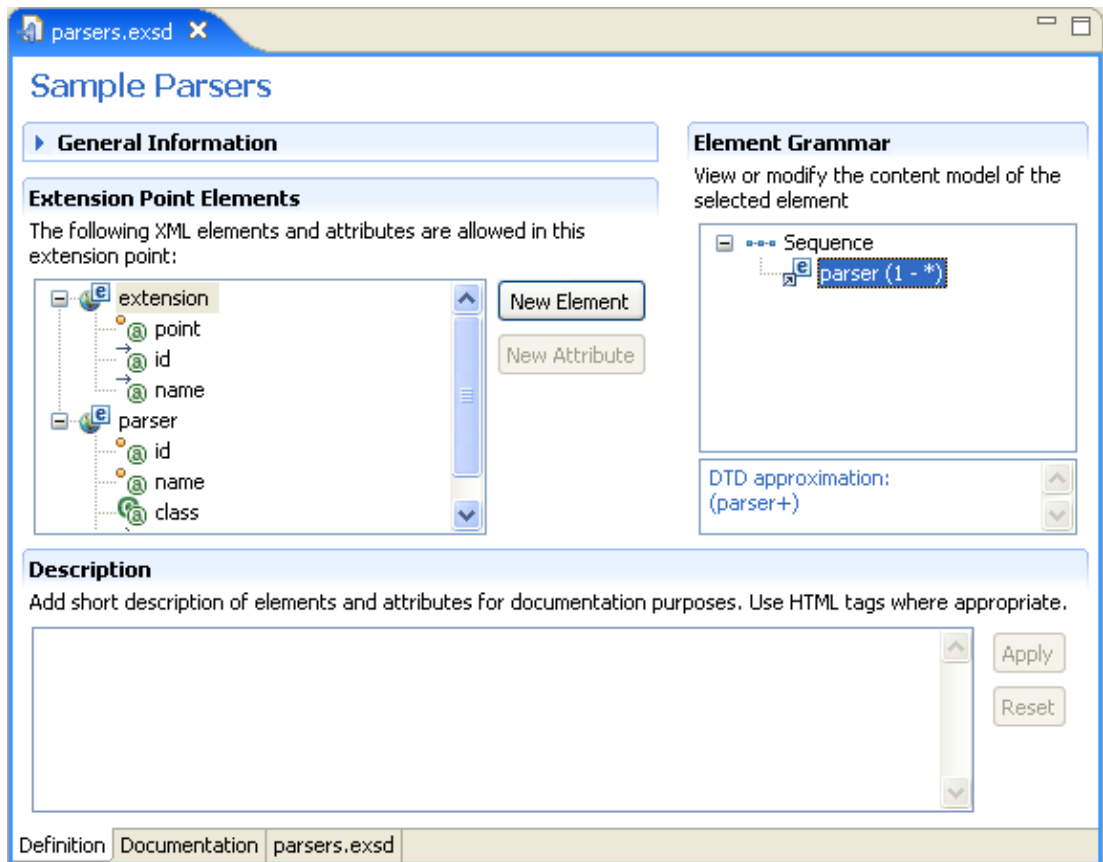 parsers.exsd
Sample Parsers
General Information
Extension Point Elements
The following XML elements and attributes are allowed in this
extension point:
extension
point
id
name
parser
id
name
class
New Element
New Attribute
Element Grammar
View or modify the content model of the
selected element
Sequence
parser (1 - *)
DTD approximation:
(parser+)
Description
Add short description of elements and attributes for documentation purposes. Use HTML tags where appropriate.
Apply
Reset
Definition
Documentation
parsers.exsd